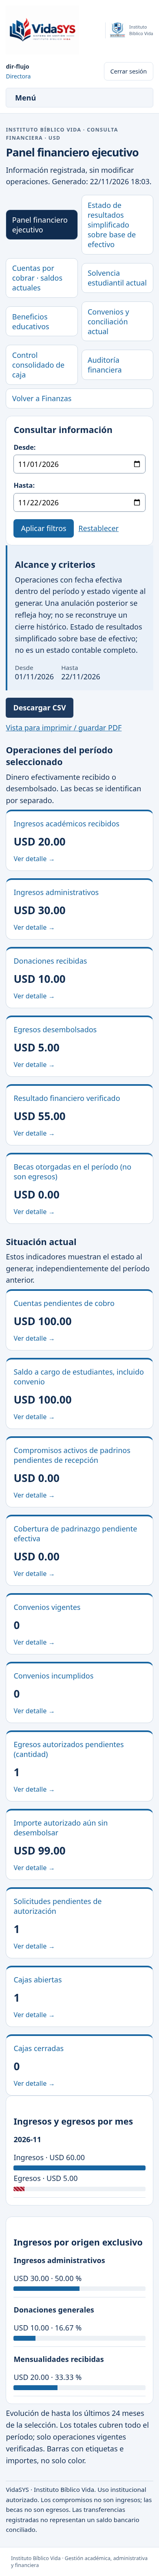 VidaSYS
INSTITUTO BÍBLICO VIDA
Instituto
Bíblico Vida
dir-flujo
Directora
Cerrar sesión
Menú
INSTITUTO BÍBLICO VIDA · CONSULTA
FINANCIERA · USD
Panel financiero ejecutivo
Información registrada, sin modificar
operaciones. Generado: 22/11/2026 18:03.
Panel financiero
ejecutivo
Estado de
resultados
simplificado
sobre base de
efectivo
Cuentas por
cobrar · saldos
actuales
Solvencia
estudiantil actual
Beneficios
educativos
Convenios y
conciliación
actual
Control
consolidado de
caja
Auditoría
financiera
Volver a Finanzas
Consultar información
Desde:
11/01/2026
Hasta:
11/22/2026
Aplicar filtros
Restablecer
Alcance y criterios
Operaciones con fecha efectiva
dentro del período y estado vigente al
generar. Una anulación posterior se
refleja hoy; no se reconstruye un
cierre histórico. Estado de resultados
simplificado sobre base de efectivo;
no es un estado contable completo.
Desde
01/11/2026
Hasta
22/11/2026
Descargar CSV
Vista para imprimir / guardar PDF
Operaciones del período
seleccionado
Dinero efectivamente recibido o
desembolsado. Las becas se identifican
por separado.
Ingresos académicos recibidos
USD 20.00
Ver detalle →
Ingresos administrativos
USD 30.00
Ver detalle →
Donaciones recibidas
USD 10.00
Ver detalle →
Egresos desembolsados
USD 5.00
Ver detalle →
Resultado financiero verificado
USD 55.00
Ver detalle →
Becas otorgadas en el período (no
son egresos)
USD 0.00
Ver detalle →
Situación actual
Estos indicadores muestran el estado al
generar, independientemente del período
anterior.
Cuentas pendientes de cobro
USD 100.00
Ver detalle →
Saldo a cargo de estudiantes, incluido
convenio
USD 100.00
Ver detalle →
Compromisos activos de padrinos
pendientes de recepción
USD 0.00
Ver detalle →
Cobertura de padrinazgo pendiente
efectiva
USD 0.00
Ver detalle →
Convenios vigentes
0
Ver detalle →
Convenios incumplidos
0
Ver detalle →
Egresos autorizados pendientes
(cantidad)
1
Ver detalle →
Importe autorizado aún sin
desembolsar
USD 99.00
Ver detalle →
Solicitudes pendientes de
autorización
1
Ver detalle →
Cajas abiertas
1
Ver detalle →
Cajas cerradas
0
Ver detalle →
Ingresos y egresos por mes
2026-11
Ingresos · USD 60.00
Egresos · USD 5.00
Ingresos por origen exclusivo
Ingresos administrativos
USD 30.00 · 50.00 %
Donaciones generales
USD 10.00 · 16.67 %
Mensualidades recibidas
USD 20.00 · 33.33 %
Evolución de hasta los últimos 24 meses
de la selección. Los totales cubren todo el
período; solo operaciones vigentes
verificadas. Barras con etiquetas e
importes, no solo color.
VidaSYS · Instituto Bíblico Vida. Uso institucional
autorizado. Los compromisos no son ingresos; las
becas no son egresos. Las transferencias
registradas no representan un saldo bancario
conciliado.
Instituto Bíblico Vida · Gestión académica, administrativa
y financiera